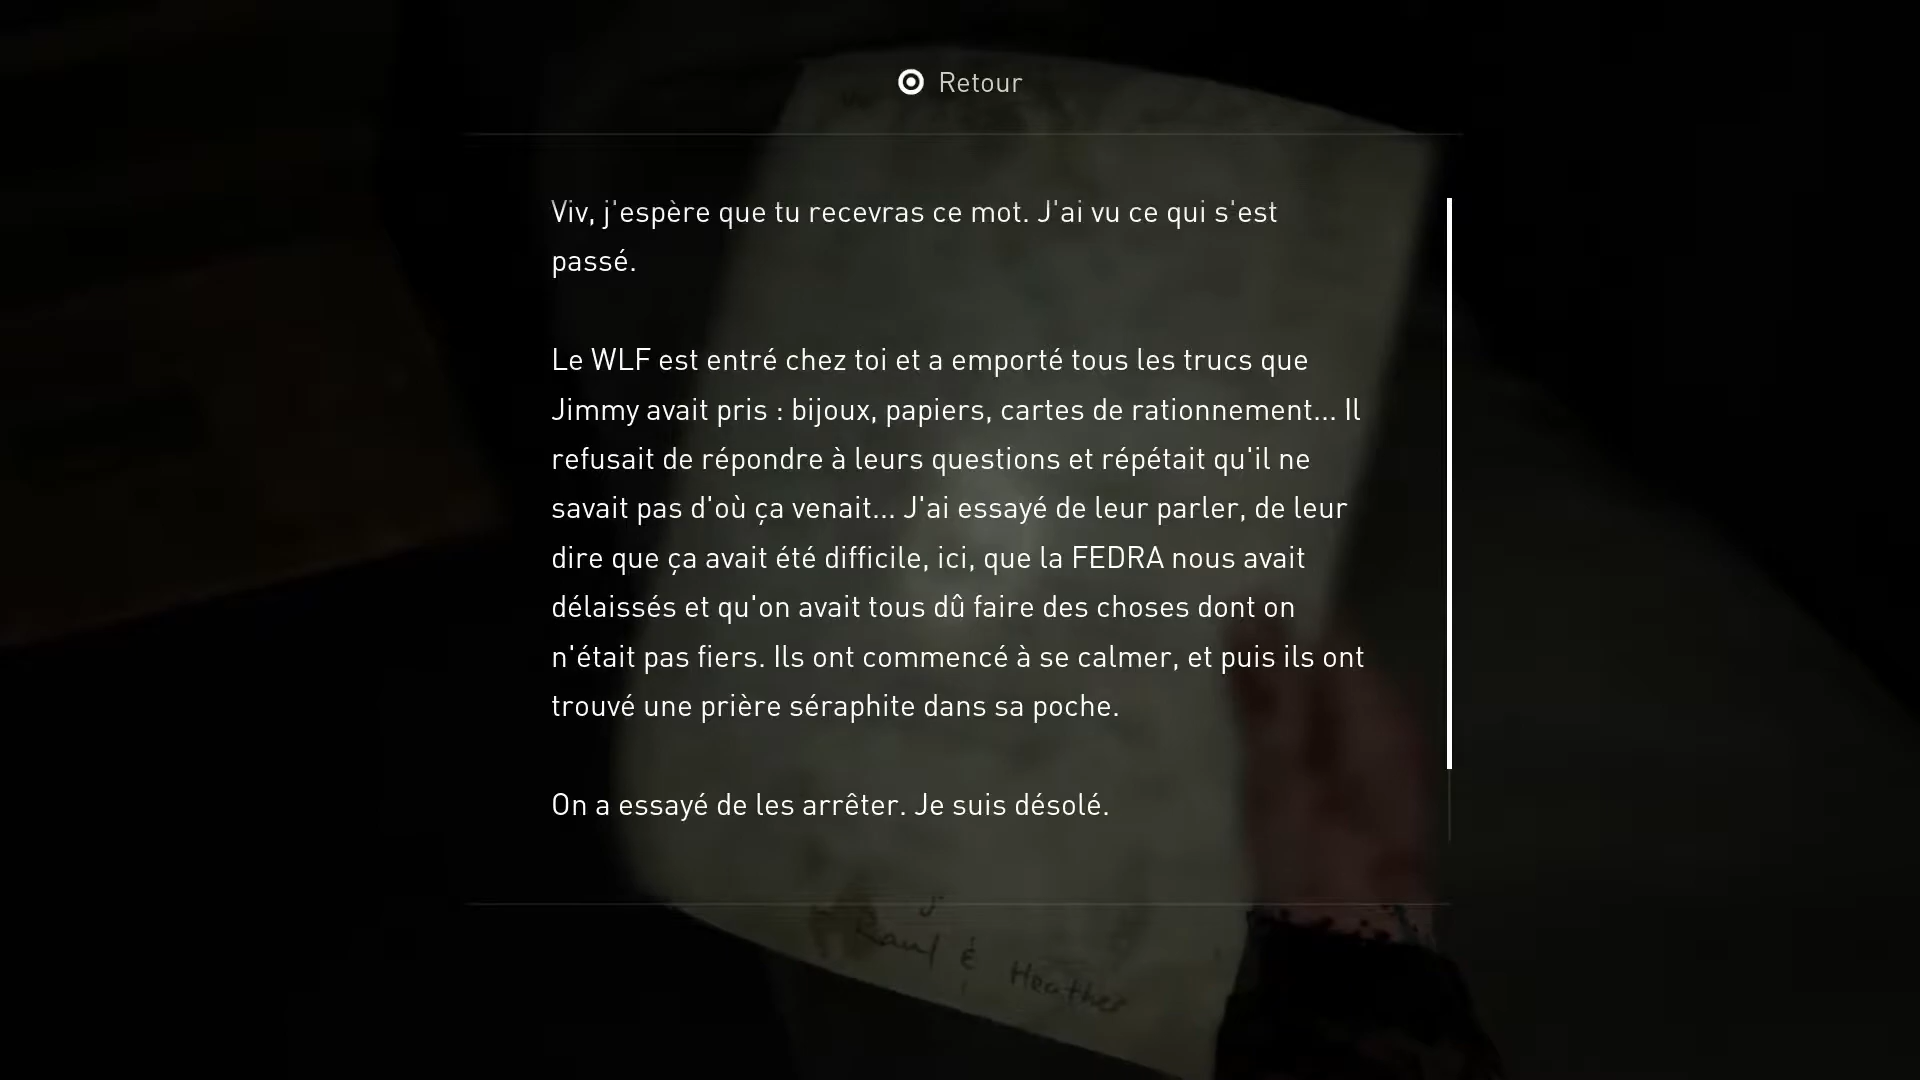 Retour
Viv, j'espère que tu recevras ce mot. J'ai vu ce qui s'est
passé.
Le WLF est entré chez toi et a emporté tous les trucs que
Jimmy avait pris : bijoux, papiers, cartes de rationnement... Il
refusait de répondre à leurs questions et répétait qu'il ne
savait pas d'où ça venait... J'ai essayé de leur parler, de leur
dire que ça avait été difficile, ici, que la FEDRA nous avait
délaissés et qu'on avait tous dû faire des choses dont on
n'était pas fiers. Ils ont commencé à se calmer, et puis ils ont
trouvé une prière séraphite dans sa poche.
On a essayé de les arrêter. Je suis désolé.
Raul & Heather